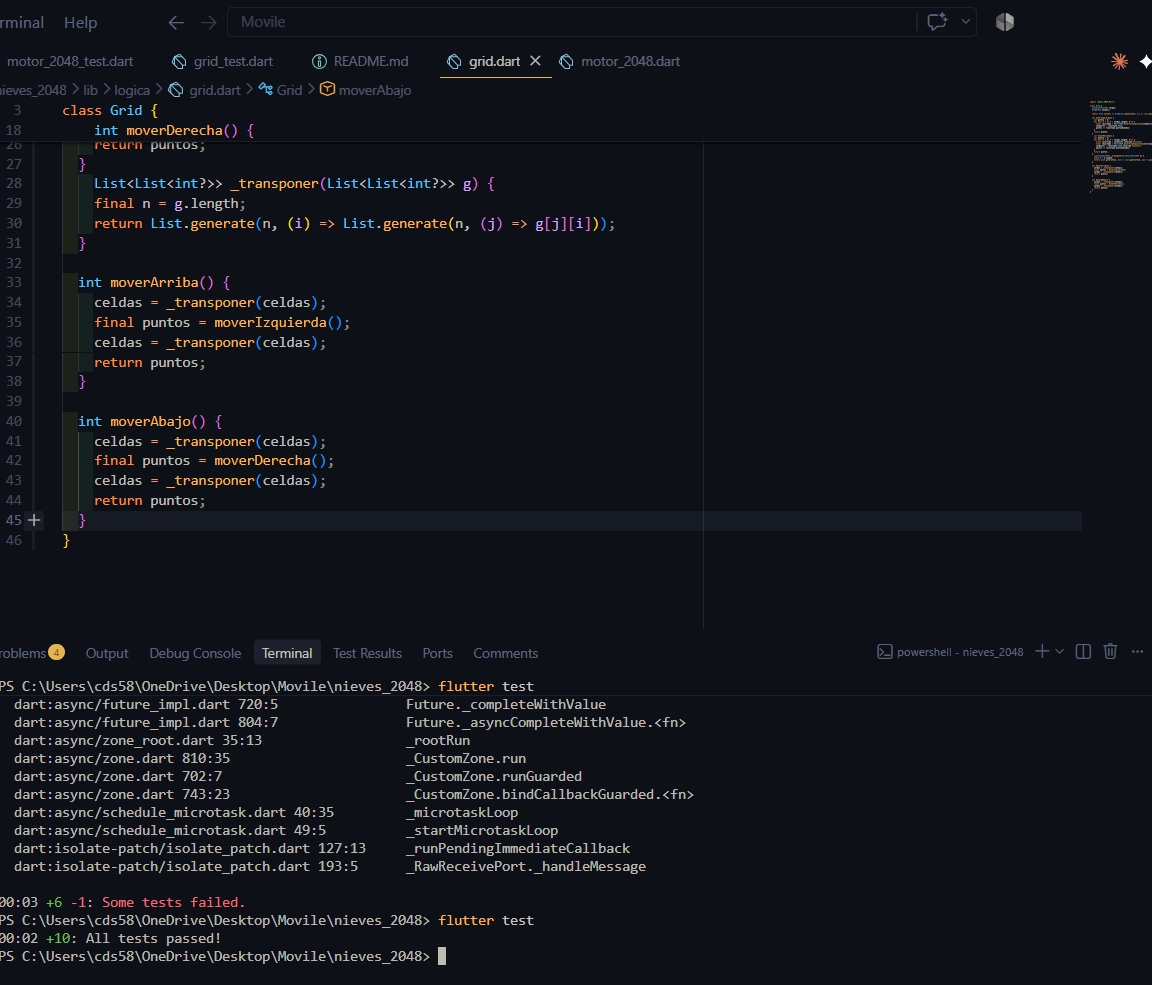 rminal Help Movile
motor_2048_test.dart grid_test.dart README.md grid.dart motor_2048.dart
nieves_2048 > lib > logica > grid.dart > Grid > moverAbajo
3 class Grid {
18 int moverDerecha() {
26 return puntos;
27 }
28 List<List<int?>> _transponer(List<List<int?>> g) {
29 final n = g.length;
30 return List.generate(n, (i) => List.generate(n, (j) => g[j][i]));
31 }
32
33 int moverArriba() {
34 celdas = _transponer(celdas);
35 final puntos = moverIzquierda();
36 celdas = _transponer(celdas);
37 return puntos;
38 }
39
40 int moverAbajo() {
41 celdas = _transponer(celdas);
42 final puntos = moverDerecha();
43 celdas = _transponer(celdas);
44 return puntos;
45 }
46 }
roblems 4 Output Debug Console Terminal Test Results Ports Comments powershell - nieves_2048
PS C:\Users\cds58\OneDrive\Desktop\Movile\nieves_2048> flutter test
dart:async/future_impl.dart 720:5 Future._completeWithValue
dart:async/future_impl.dart 804:7 Future._asyncCompleteWithValue.<fn>
dart:async/zone_root.dart 35:13 _rootRun
dart:async/zone.dart 810:35 _CustomZone.run
dart:async/zone.dart 702:7 _CustomZone.runGuarded
dart:async/zone.dart 743:23 _CustomZone.bindCallbackGuarded.<fn>
dart:async/schedule_microtask.dart 40:35 _microtaskLoop
dart:async/schedule_microtask.dart 49:5 _startMicrotaskLoop
dart:isolate-patch/isolate_patch.dart 127:13 _runPendingImmediateCallback
dart:isolate-patch/isolate_patch.dart 193:5 _RawReceivePort._handleMessage
00:03 +6 -1: Some tests failed.
PS C:\Users\cds58\OneDrive\Desktop\Movile\nieves_2048> flutter test
00:02 +10: All tests passed!
PS C:\Users\cds58\OneDrive\Desktop\Movile\nieves_2048>